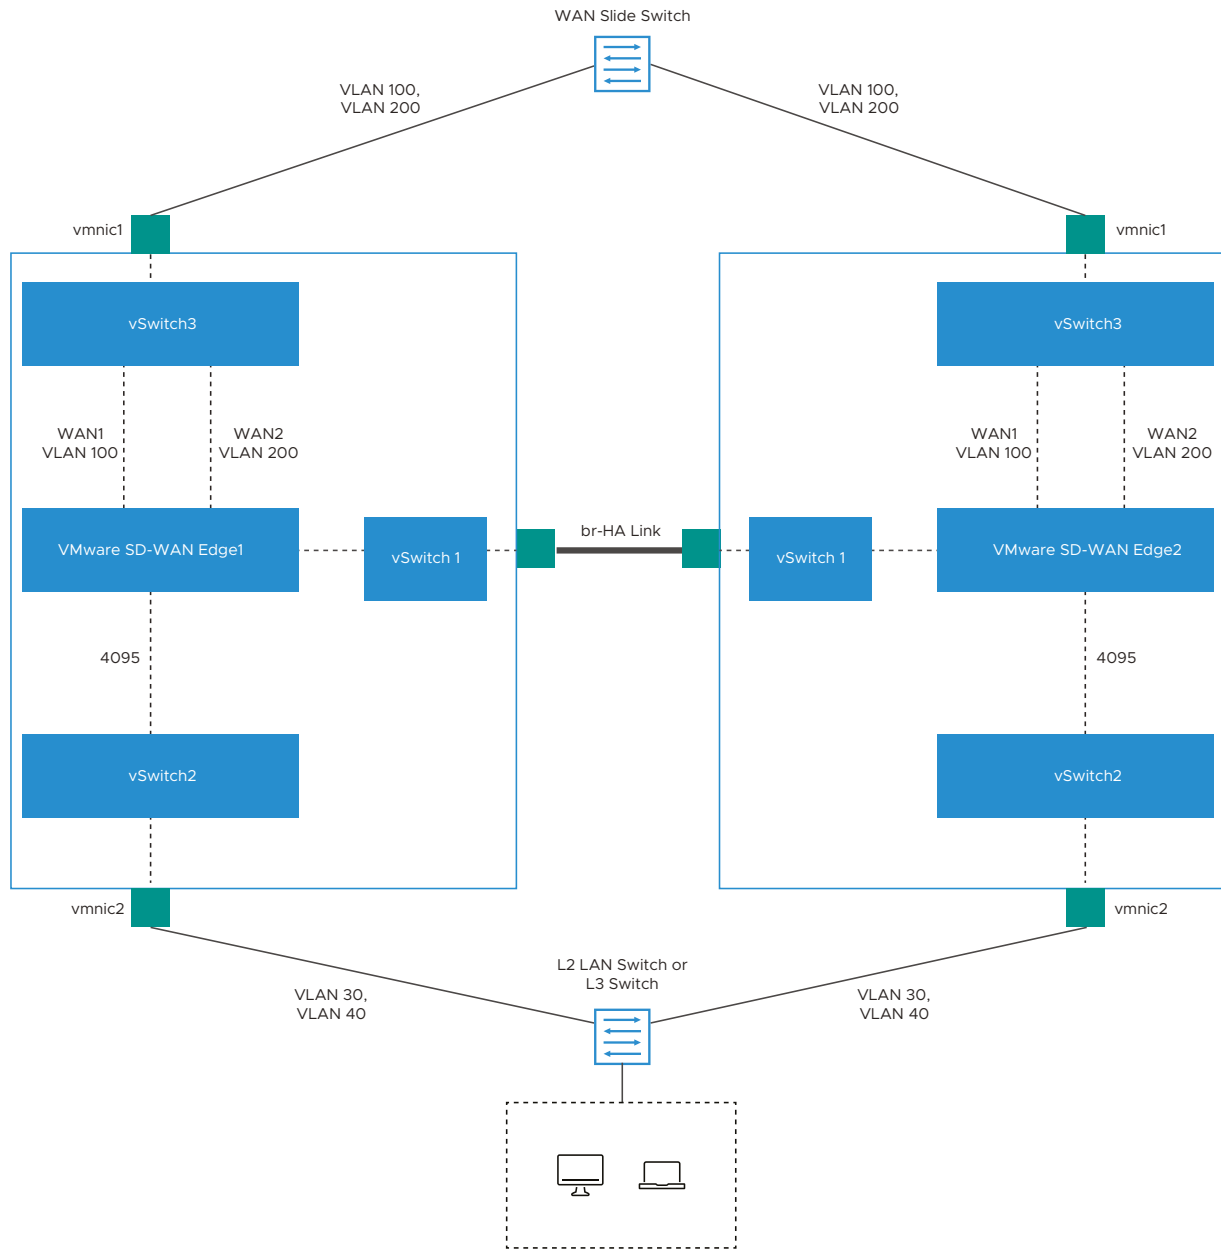 WAN Slide Switch
VLAN 100,
VLAN 200
VLAN 100,
VLAN 200
vmnic1
vmnic1
vSwitch3
vSwitch3
WAN1
VLAN 100
WAN2
VLAN 200
WAN1
VLAN 100
WAN2
VLAN 200
br-HA Link
VMware SD-WAN Edge1
vSwitch 1
vSwitch 1
VMware SD-WAN Edge2
4095
4095
vSwitch2
vSwitch2
vmnic2
vmnic2
L2 LAN Switch or
L3 Switch
VLAN 30,
VLAN 40
VLAN 30,
VLAN 40